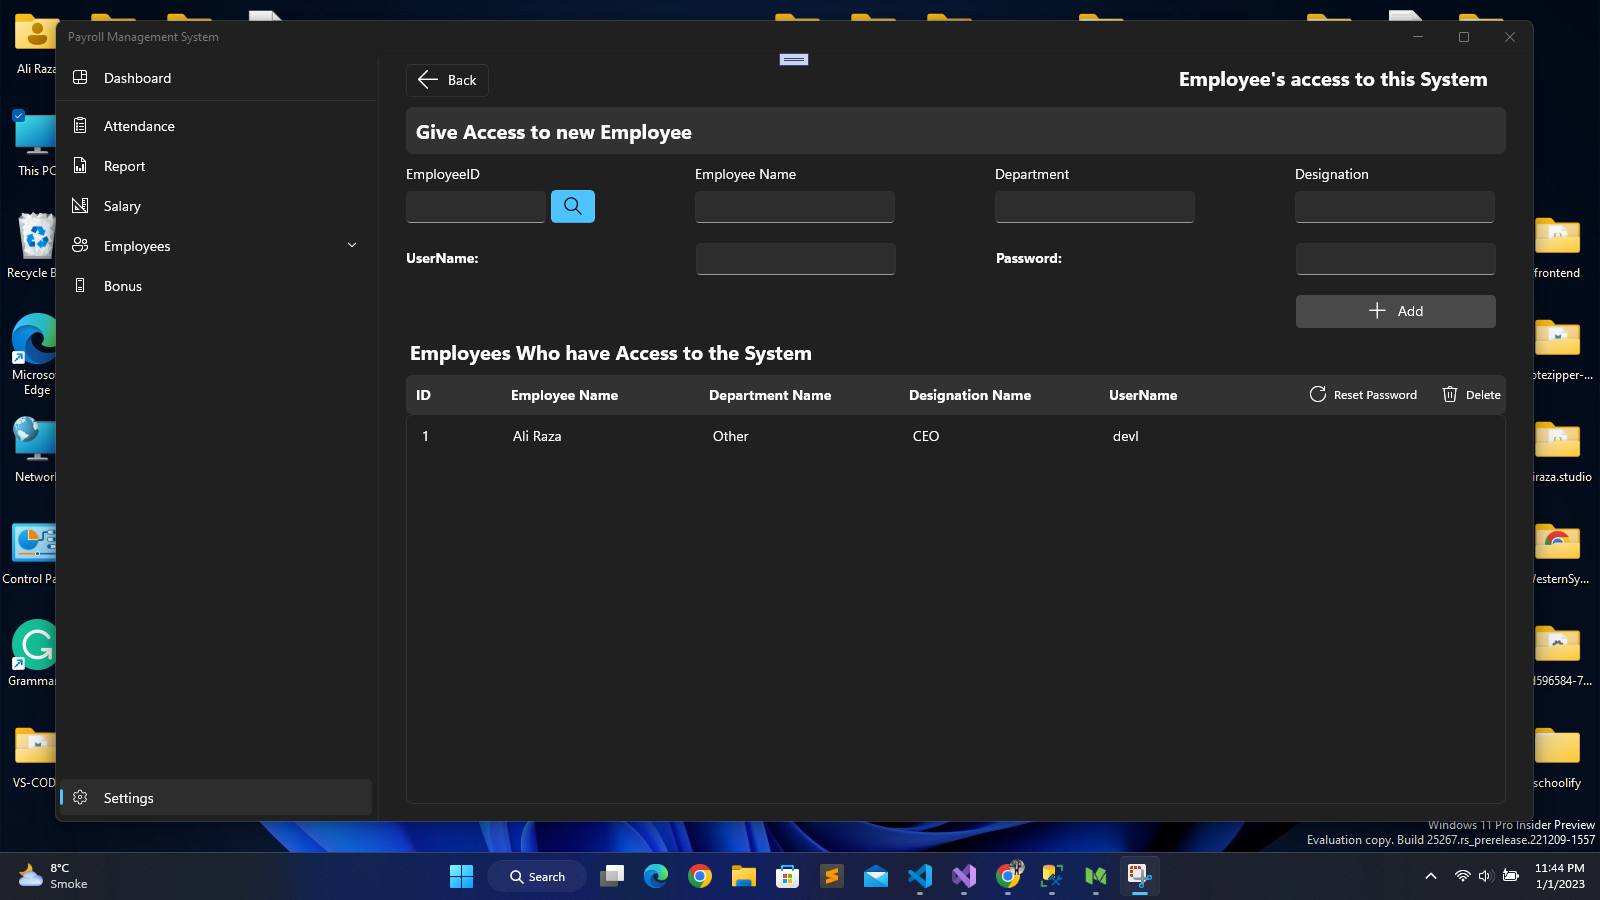 Payroll Management System
Dashboard
Attendance
Report
Salary
Employees
Bonus
Settings
Back
Employee's access to this System
Give Access to new Employee
EmployeeID
Employee Name
Department
Designation
UserName:
Password:
Add
Employees Who have Access to the System
ID Employee Name Department Name Designation Name UserName Reset Password Delete
1 Ali Raza Other CEO devl
Ali Raza
This PC
Recycle B
Microso
Edge
Networ
Control Pa
Gramma
VS-COD
frontend
otezipper-...
iraza.studio
VesternSy...
1596584-7...
schoolify
Windows 11 Pro Insider Preview
Evaluation copy. Build 25267.rs_prerelease.221209-1557
8°C
Smoke
Search
11:44 PM
1/1/2023